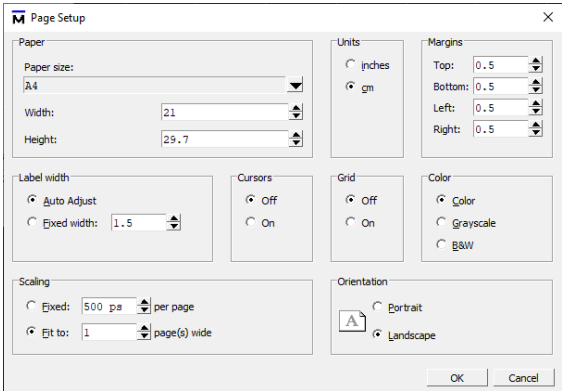 M Page Setup
Paper
Paper size:
A4
Width: 21
Height: 29.7
Units
inches
cm
Margins
Top: 0.5
Bottom: 0.5
Left: 0.5
Right: 0.5
Label width
Auto Adjust
Fixed width: 1.5
Cursors
Off
On
Grid
Off
On
Color
Color
Grayscale
B&W
Scaling
Fixed: 500 ps per page
Fit to: 1 page(s) wide
Orientation
A
Portrait
Landscape
OK Cancel